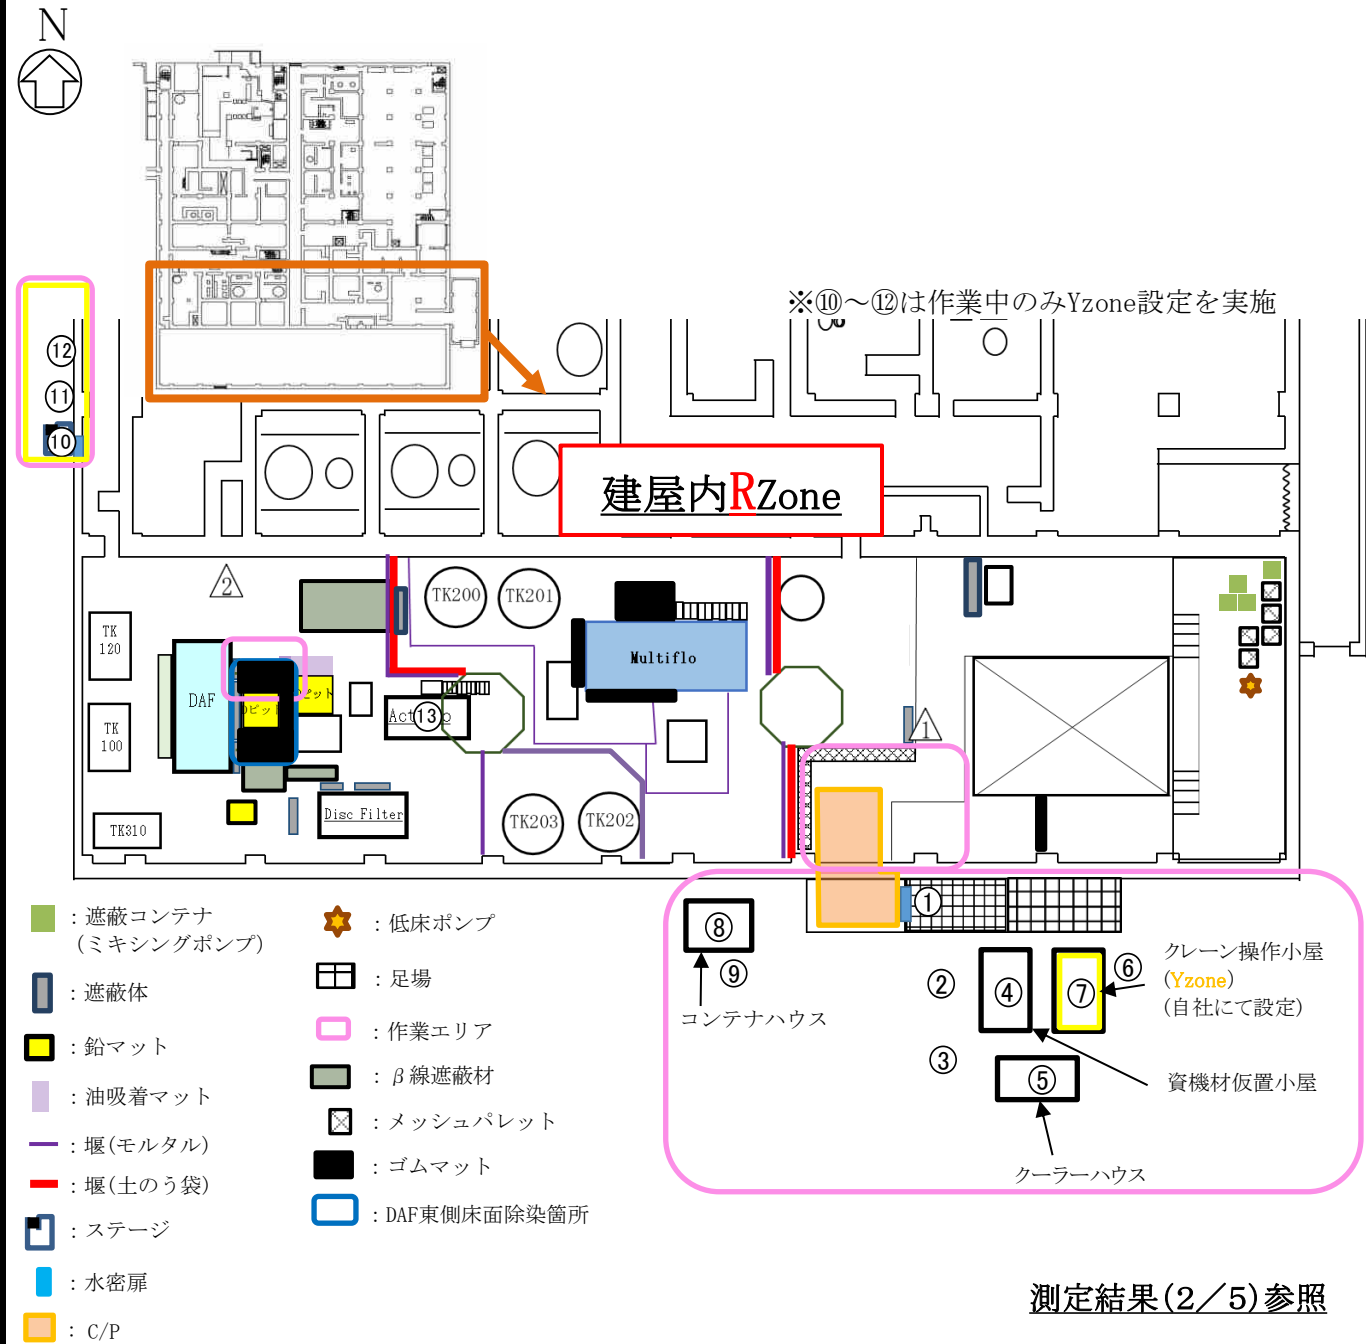 N
※⑩～⑫は作業中のみYzone設定を実施
⑫
⑪
⑩
建屋内RZone
2
TK200
TK201
TK
120
Multiflo
DAF
ピット
ピット
⑬
TK
100
1
Disc Filter
TK203
TK202
TK310
①
⑧
⑨
コンテナハウス
②
④
⑦
⑥
クレーン操作小屋
(Yzone)
(自社にて設定)
③
⑤
資機材仮置小屋
クーラーハウス
：遮蔽コンテナ
(ミキシングポンプ)
：遮蔽体
：鉛マット
：油吸着マット
：堰(モルタル)
：堰(土のう袋)
：ステージ
：水密扉
：C/P
：低床ポンプ
：足場
：作業エリア
：β線遮蔽材
：メッシュパレット
：ゴムマット
：DAF東側床面除染箇所
測定結果(2／5)参照